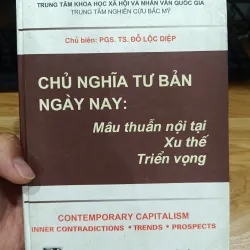 TRUNG TÂM KHOA HỌC XÃ HỘI VÀ NHÂN VĂN QUỐC GIA
TRUNG TÂM NGHIÊN CỨU BẮC MỸ
Chủ biên: PGS. TS. ĐỖ LỘC DIỆP
CHỦ NGHĨA TƯ BẢN
NGÀY NAY:
Mâu thuẫn nội tại
Xu thế
Triển vọng
CONTEMPORARY CAPITALISM
INNER CONTRADICTIONS • TRENDS • PROSPECTS